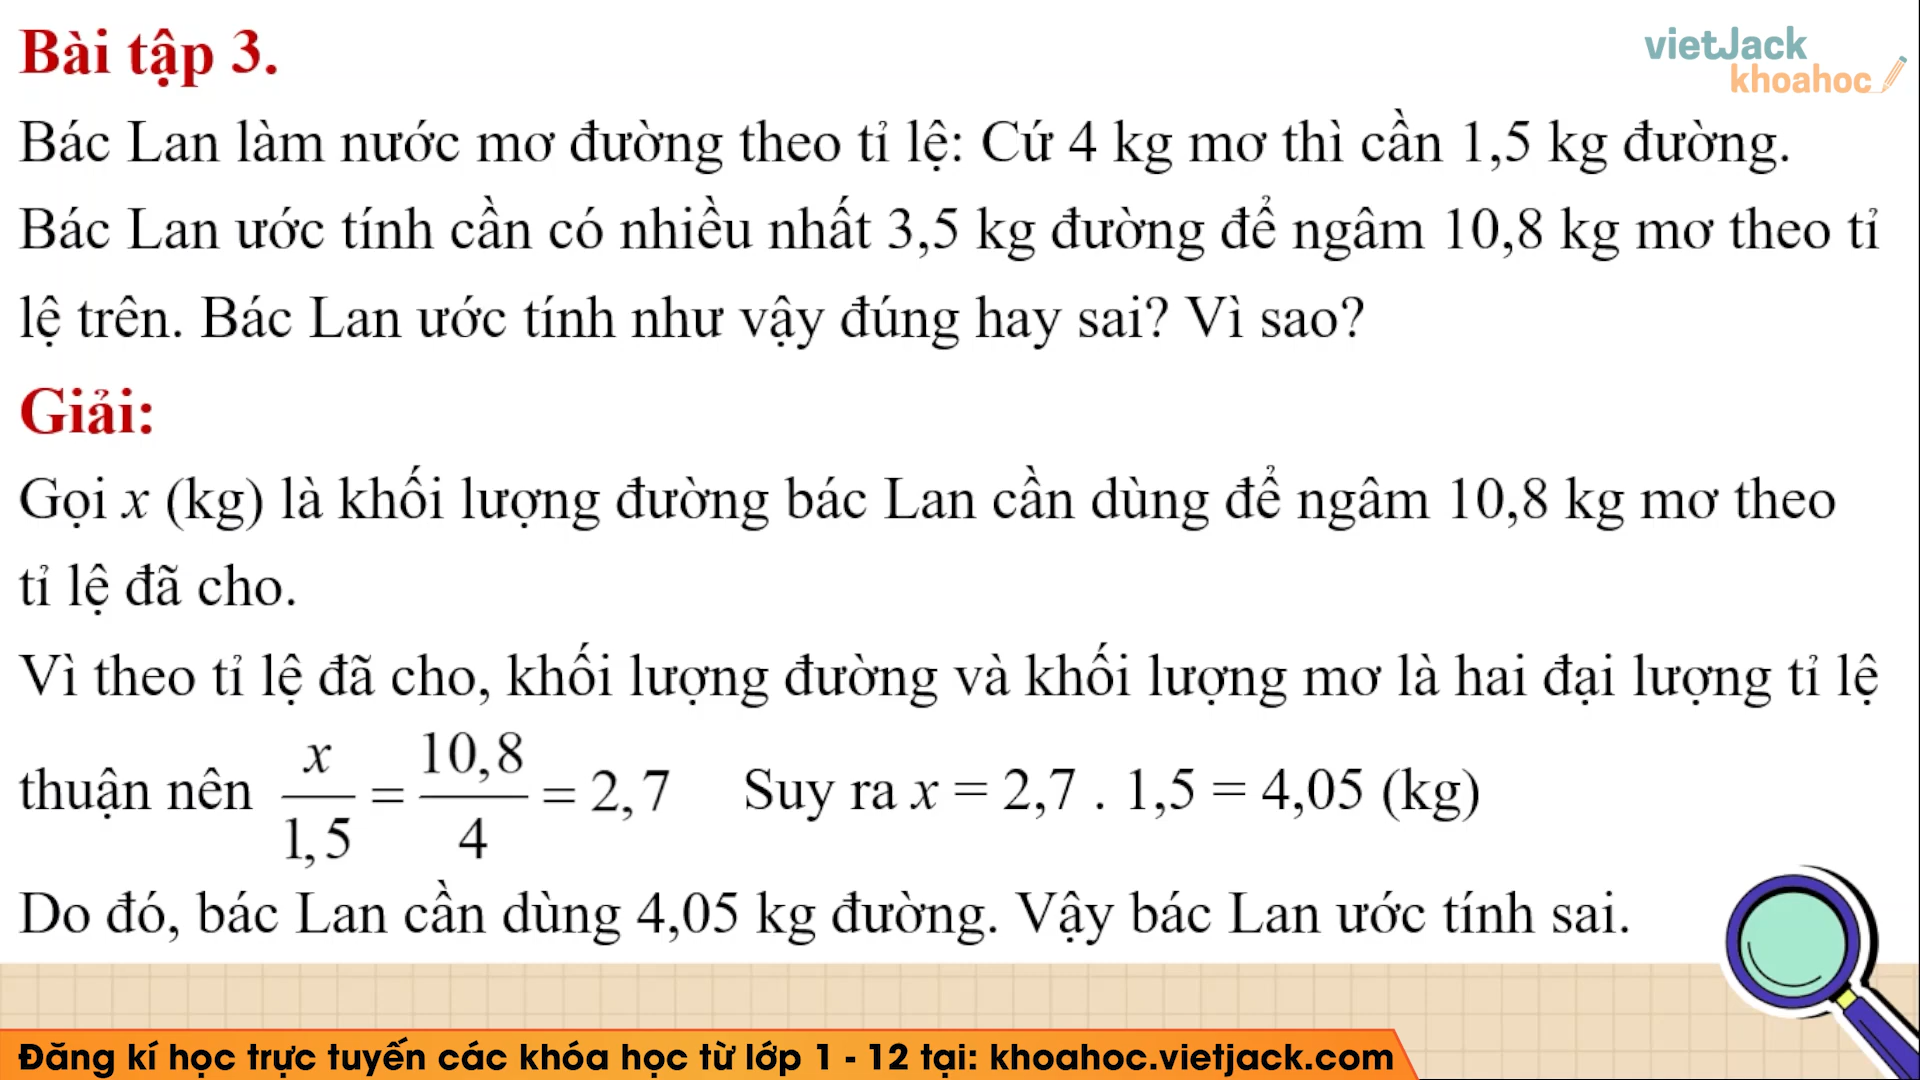 Bài tập 3.
vietJack
khoahoc
Bác Lan làm nước mơ đường theo tỉ lệ: Cứ 4 kg mơ thì cần 1,5 kg đường.
Bác Lan ước tính cần có nhiều nhất 3,5 kg đường để ngâm 10,8 kg mơ theo tỉ
lệ trên. Bác Lan ước tính như vậy đúng hay sai? Vì sao?
Giải:
Gọi x (kg) là khối lượng đường bác Lan cần dùng để ngâm 10,8 kg mơ theo
tỉ lệ đã cho.
Vì theo tỉ lệ đã cho, khối lượng đường và khối lượng mơ là hai đại lượng tỉ lệ
thuận nên x/1,5 = 10,8/4 = 2,7 Suy ra x = 2,7 . 1,5 = 4,05 (kg)
Do đó, bác Lan cần dùng 4,05 kg đường. Vậy bác Lan ước tính sai.
Đăng kí học trực tuyến các khóa học từ lớp 1 - 12 tại: khoahoc.vietjack.com